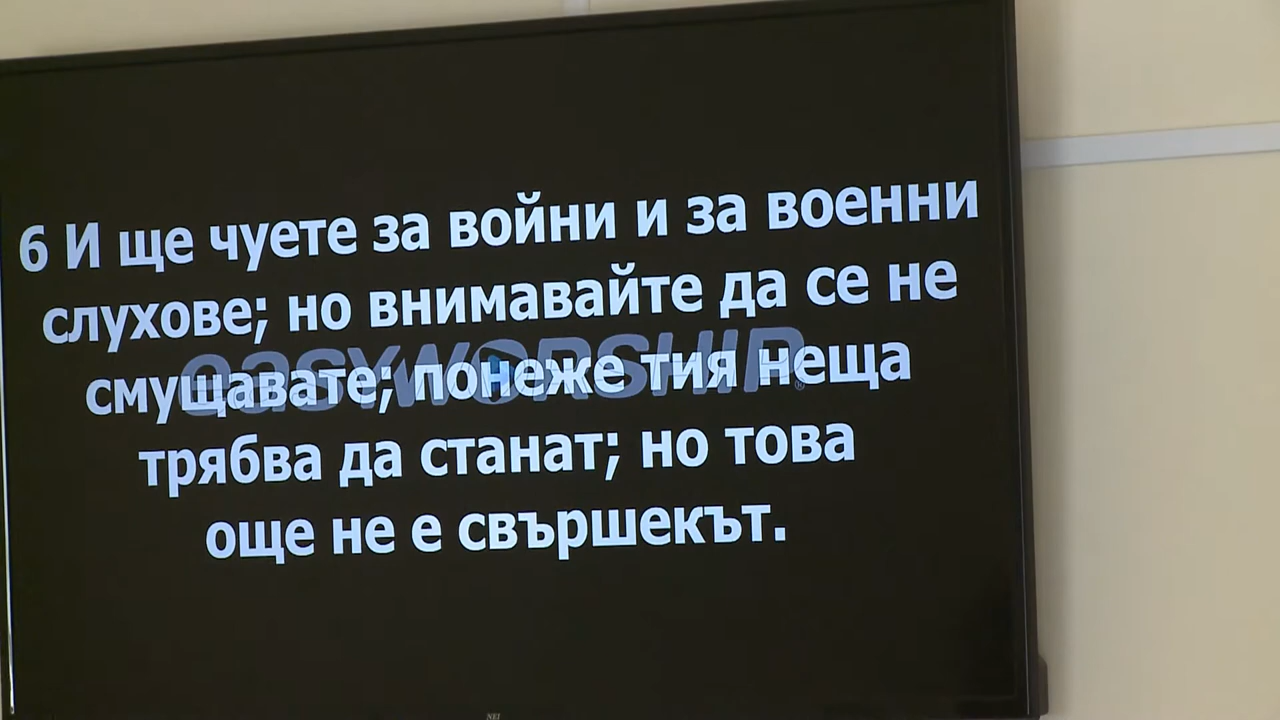 6 И ще чуете за войни и за военни
слухове; но внимавайте да се не
смущавате; понеже тия неща
easyWORSHIP®
трябва да станат; но това
още не е свършекът.
NEI